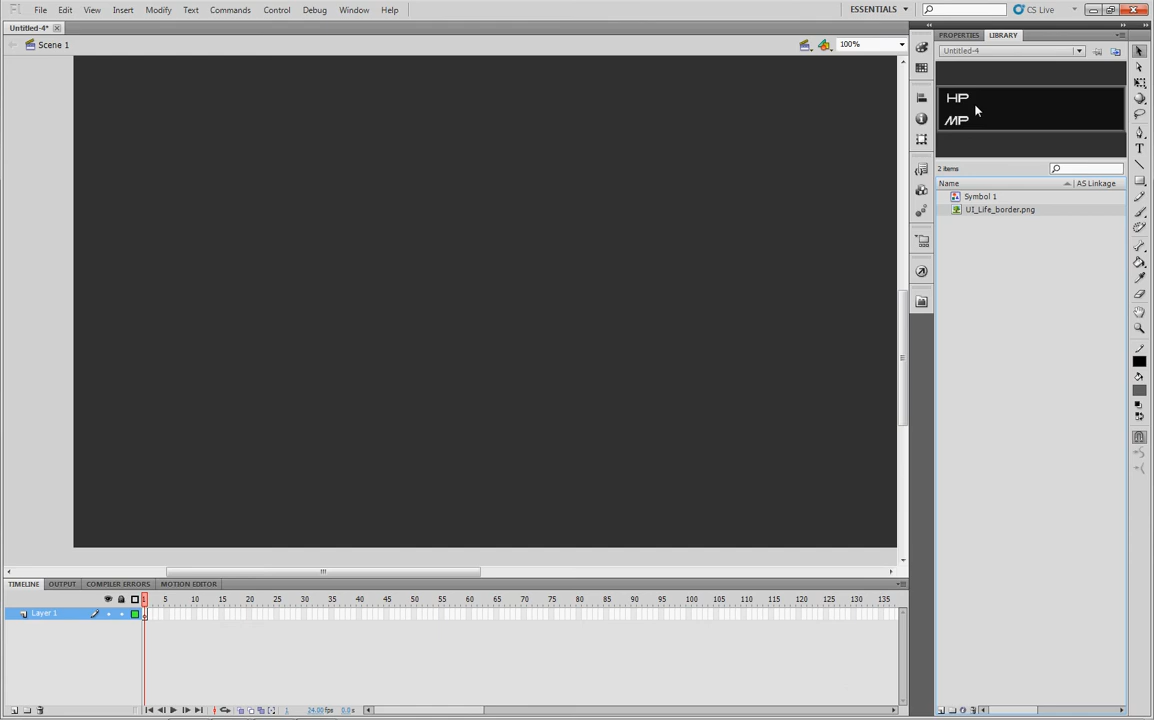 Fl File Edit View Insert Modify Text Commands Control Debug Window Help ESSENTIALS CS Live
Untitled-4*
Scene 1 100%
PROPERTIES LIBRARY
Untitled-4
HP
MP
2 items
Name AS Linkage
Symbol 1
UI_Life_border.png
T
TIMELINE OUTPUT COMPILER ERRORS MOTION EDITOR
1 5 10 15 20 25 30 35 40 45 50 55 60 65 70 75 80 85 90 95 100 105 110 115 120 125 130 135
Layer 1
1 24.00 fps 0.0 s